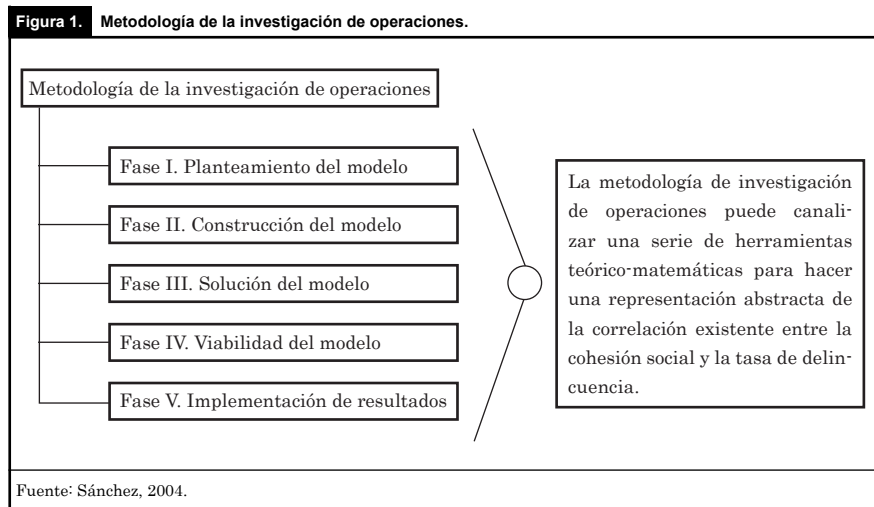 Figura 1. Metodología de la investigación de operaciones.
Metodología de la investigación de operaciones
Fase I. Planteamiento del modelo
Fase II. Construcción del modelo
Fase III. Solución del modelo
Fase IV. Viabilidad del modelo
Fase V. Implementación de resultados
La metodología de investigación
de operaciones puede canali-
zar una serie de herramientas
teórico-matemáticas para hacer
una representación abstracta de
la correlación existente entre la
cohesión social y la tasa de delin-
cuencia.
Fuente: Sánchez, 2004.